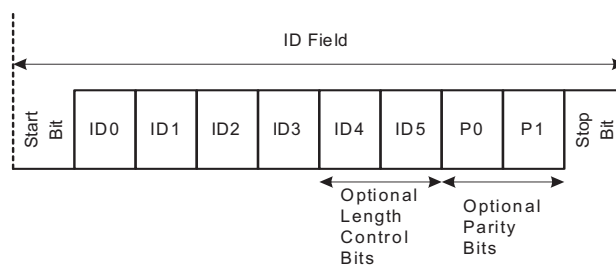 ID Field
Start Bit
ID0 ID1 ID2 ID3 ID4 ID5 P0 P1
Stop Bit
Optional
Length
Control
Bits
Optional
Parity
Bits